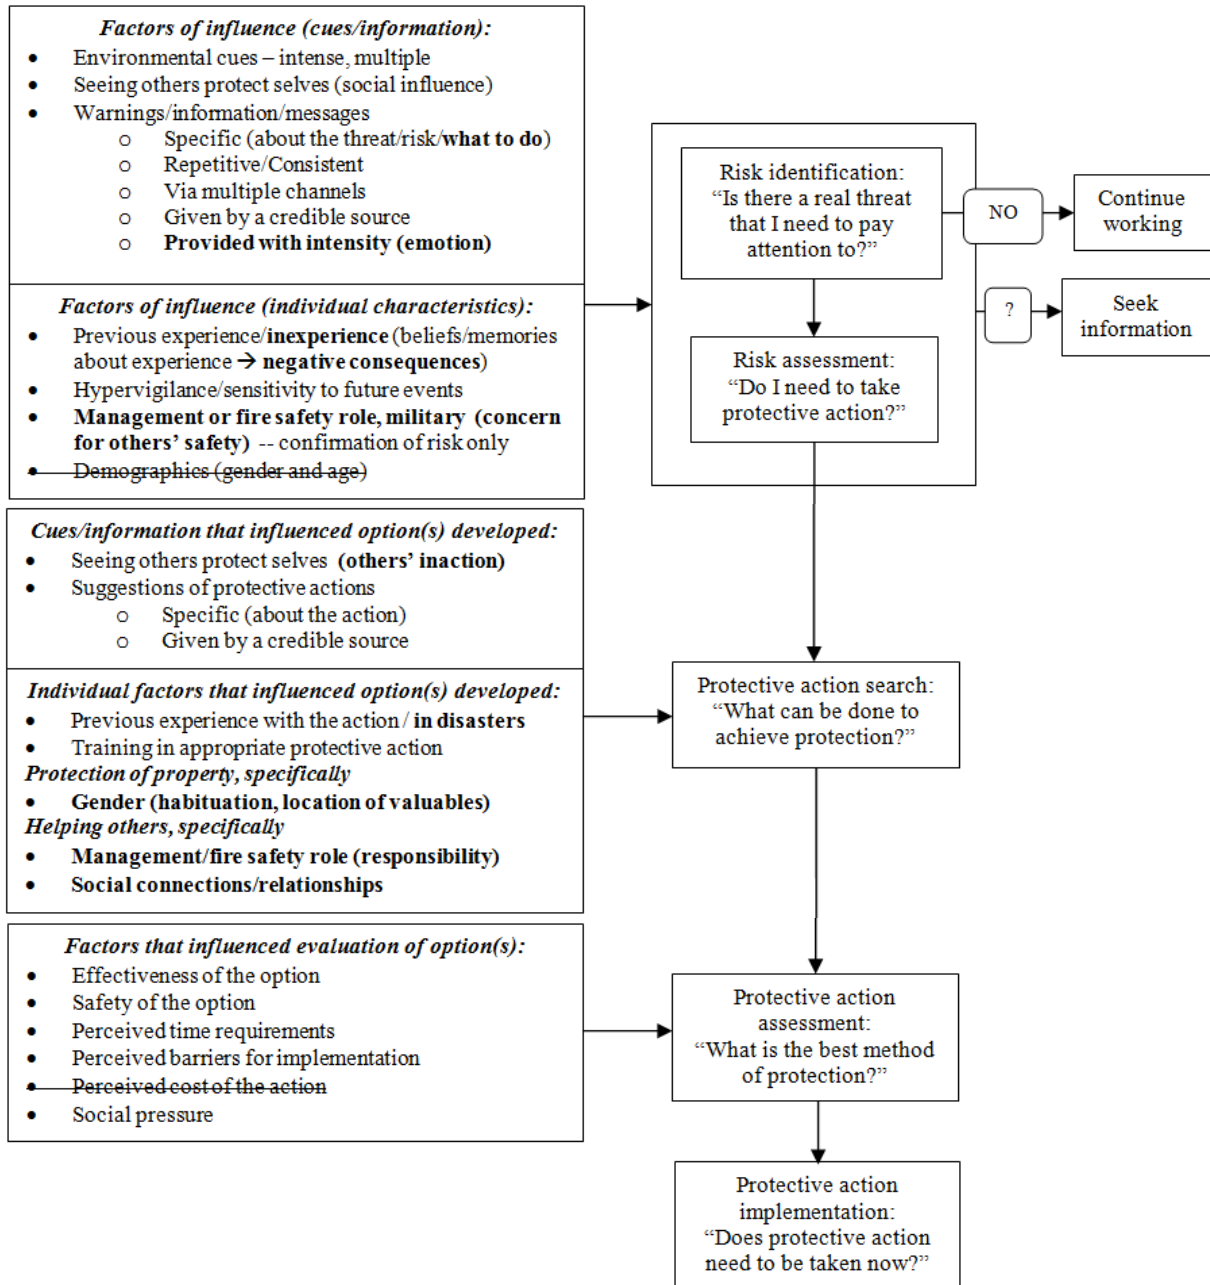 Factors of influence (cues/information):
• Environmental cues – intense, multiple
• Seeing others protect selves (social influence)
• Warnings/information/messages
o Specific (about the threat/risk/what to do)
o Repetitive/Consistent
o Via multiple channels
o Given by a credible source
o Provided with intensity (emotion)
Factors of influence (individual characteristics):
• Previous experience/inexperience (beliefs/memories
about experience → negative consequences)
• Hypervigilance/sensitivity to future events
• Management or fire safety role, military (concern
for others’ safety) -- confirmation of risk only
• Demographics (gender and age)
Cues/information that influenced option(s) developed:
• Seeing others protect selves (others’ inaction)
• Suggestions of protective actions
o Specific (about the action)
o Given by a credible source
Individual factors that influenced option(s) developed:
• Previous experience with the action / in disasters
• Training in appropriate protective action
Protection of property, specifically
• Gender (habituation, location of valuables)
Helping others, specifically
• Management/fire safety role (responsibility)
• Social connections/relationships
Factors that influenced evaluation of option(s):
• Effectiveness of the option
• Safety of the option
• Perceived time requirements
• Perceived barriers for implementation
• Perceived cost of the action
• Social pressure
Risk identification:
“Is there a real threat
that I need to pay
attention to?”
NO
Continue
working
?
Seek
information
Risk assessment:
“Do I need to take
protective action?”
Protective action search:
“What can be done to
achieve protection?”
Protective action
assessment:
“What is the best method
of protection?”
Protective action
implementation:
“Does protective action
need to be taken now?”